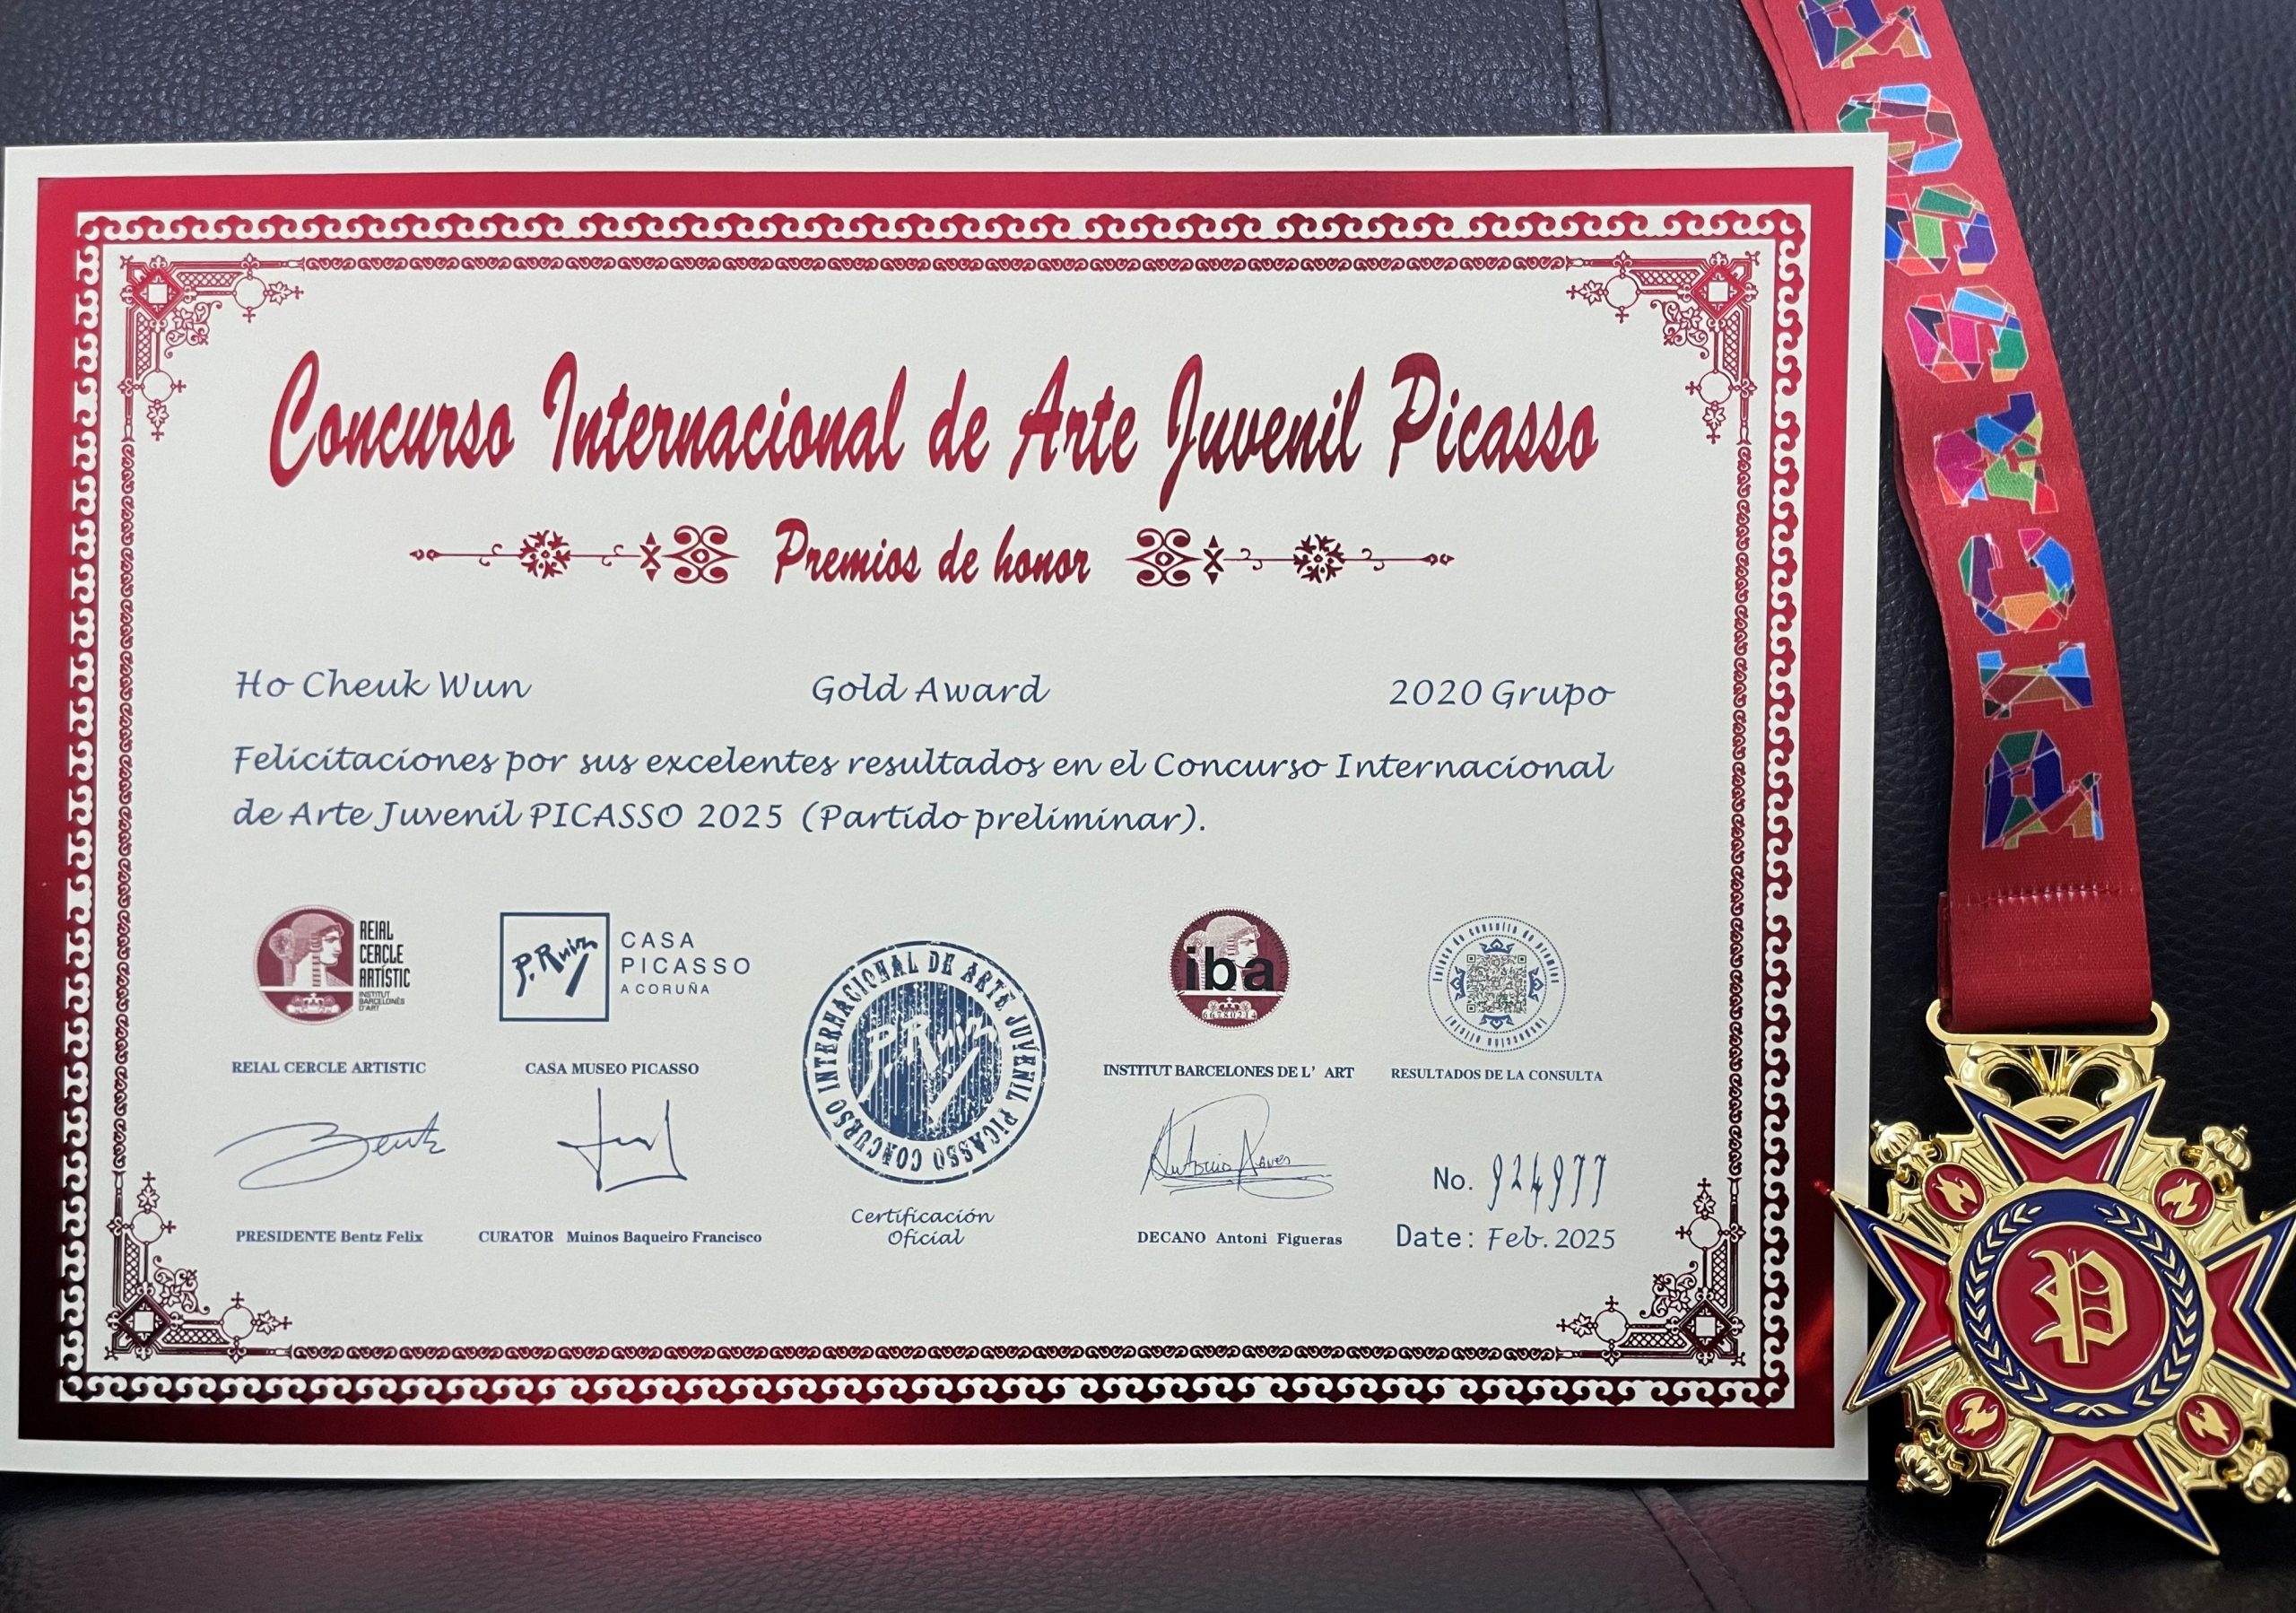 Concurso Internacional de Arte Juvenil Picasso
Premios de honor
Ho Cheuk Wun Gold Award 2020 Grupo
Felicitaciones por sus excelentes resultados en el Concurso Internacional
de Arte Juvenil PICASSO 2025 (Partido preliminar).
REIAL
CERCLE
ARTÍSTIC
INSTITUT
BARCELONÈS
D'ART
REIAL CERCLE ARTISTIC
P. Ruiz
CASA
PICASSO
A CORUÑA
CASA MUSEO PICASSO
CONCURSO INTERNACIONAL DE ARTE JUVENIL PICASSO
P. Ruiz
Certificación
Oficial
iba
INSTITUT BARCELONES DE L' ART
RESULTADOS DE LA CONSULTA
Bentz
PRESIDENTE Bentz Felix
CURATOR Muinos Baqueiro Francisco
DECANO Antoni Figueras
No. 924977
Date: Feb. 2025
PICASSO
P